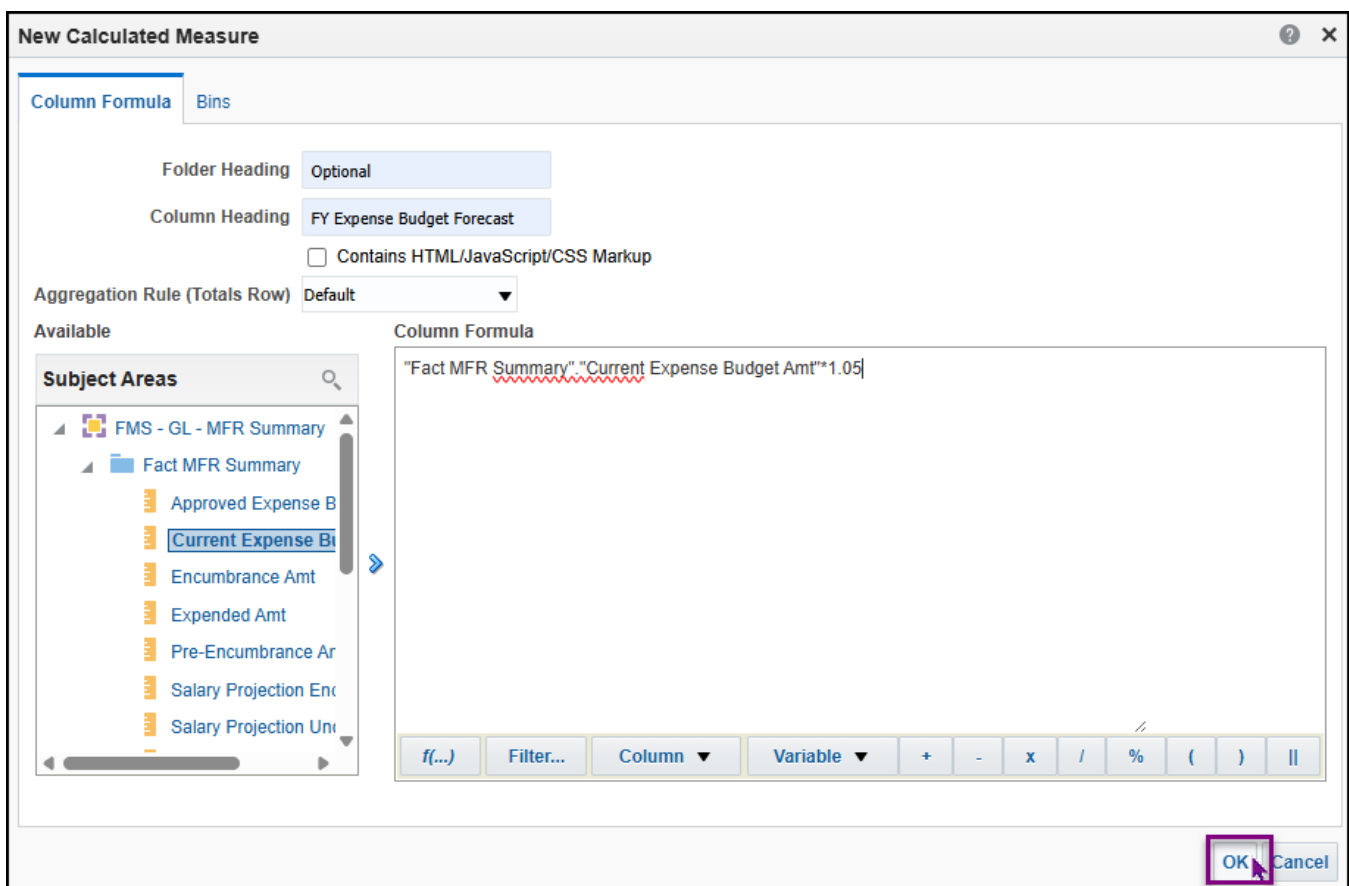 New Calculated Measure
Column Formula
Bins
Folder Heading Optional
Column Heading FY Expense Budget Forecast
Contains HTML/JavaScript/CSS Markup
Aggregation Rule (Totals Row) Default
Available
Column Formula
Subject Areas
"Fact MFR Summary"."Current Expense Budget Amt"*1.05
FMS - GL - MFR Summary
Fact MFR Summary
Approved Expense B
Current Expense Bu
Encumbrance Amt
Expended Amt
Pre-Encumbrance Ar
Salary Projection Enc
Salary Projection Un
f(...) Filter... Column Variable + - x / % ( ) ||
OK Cancel